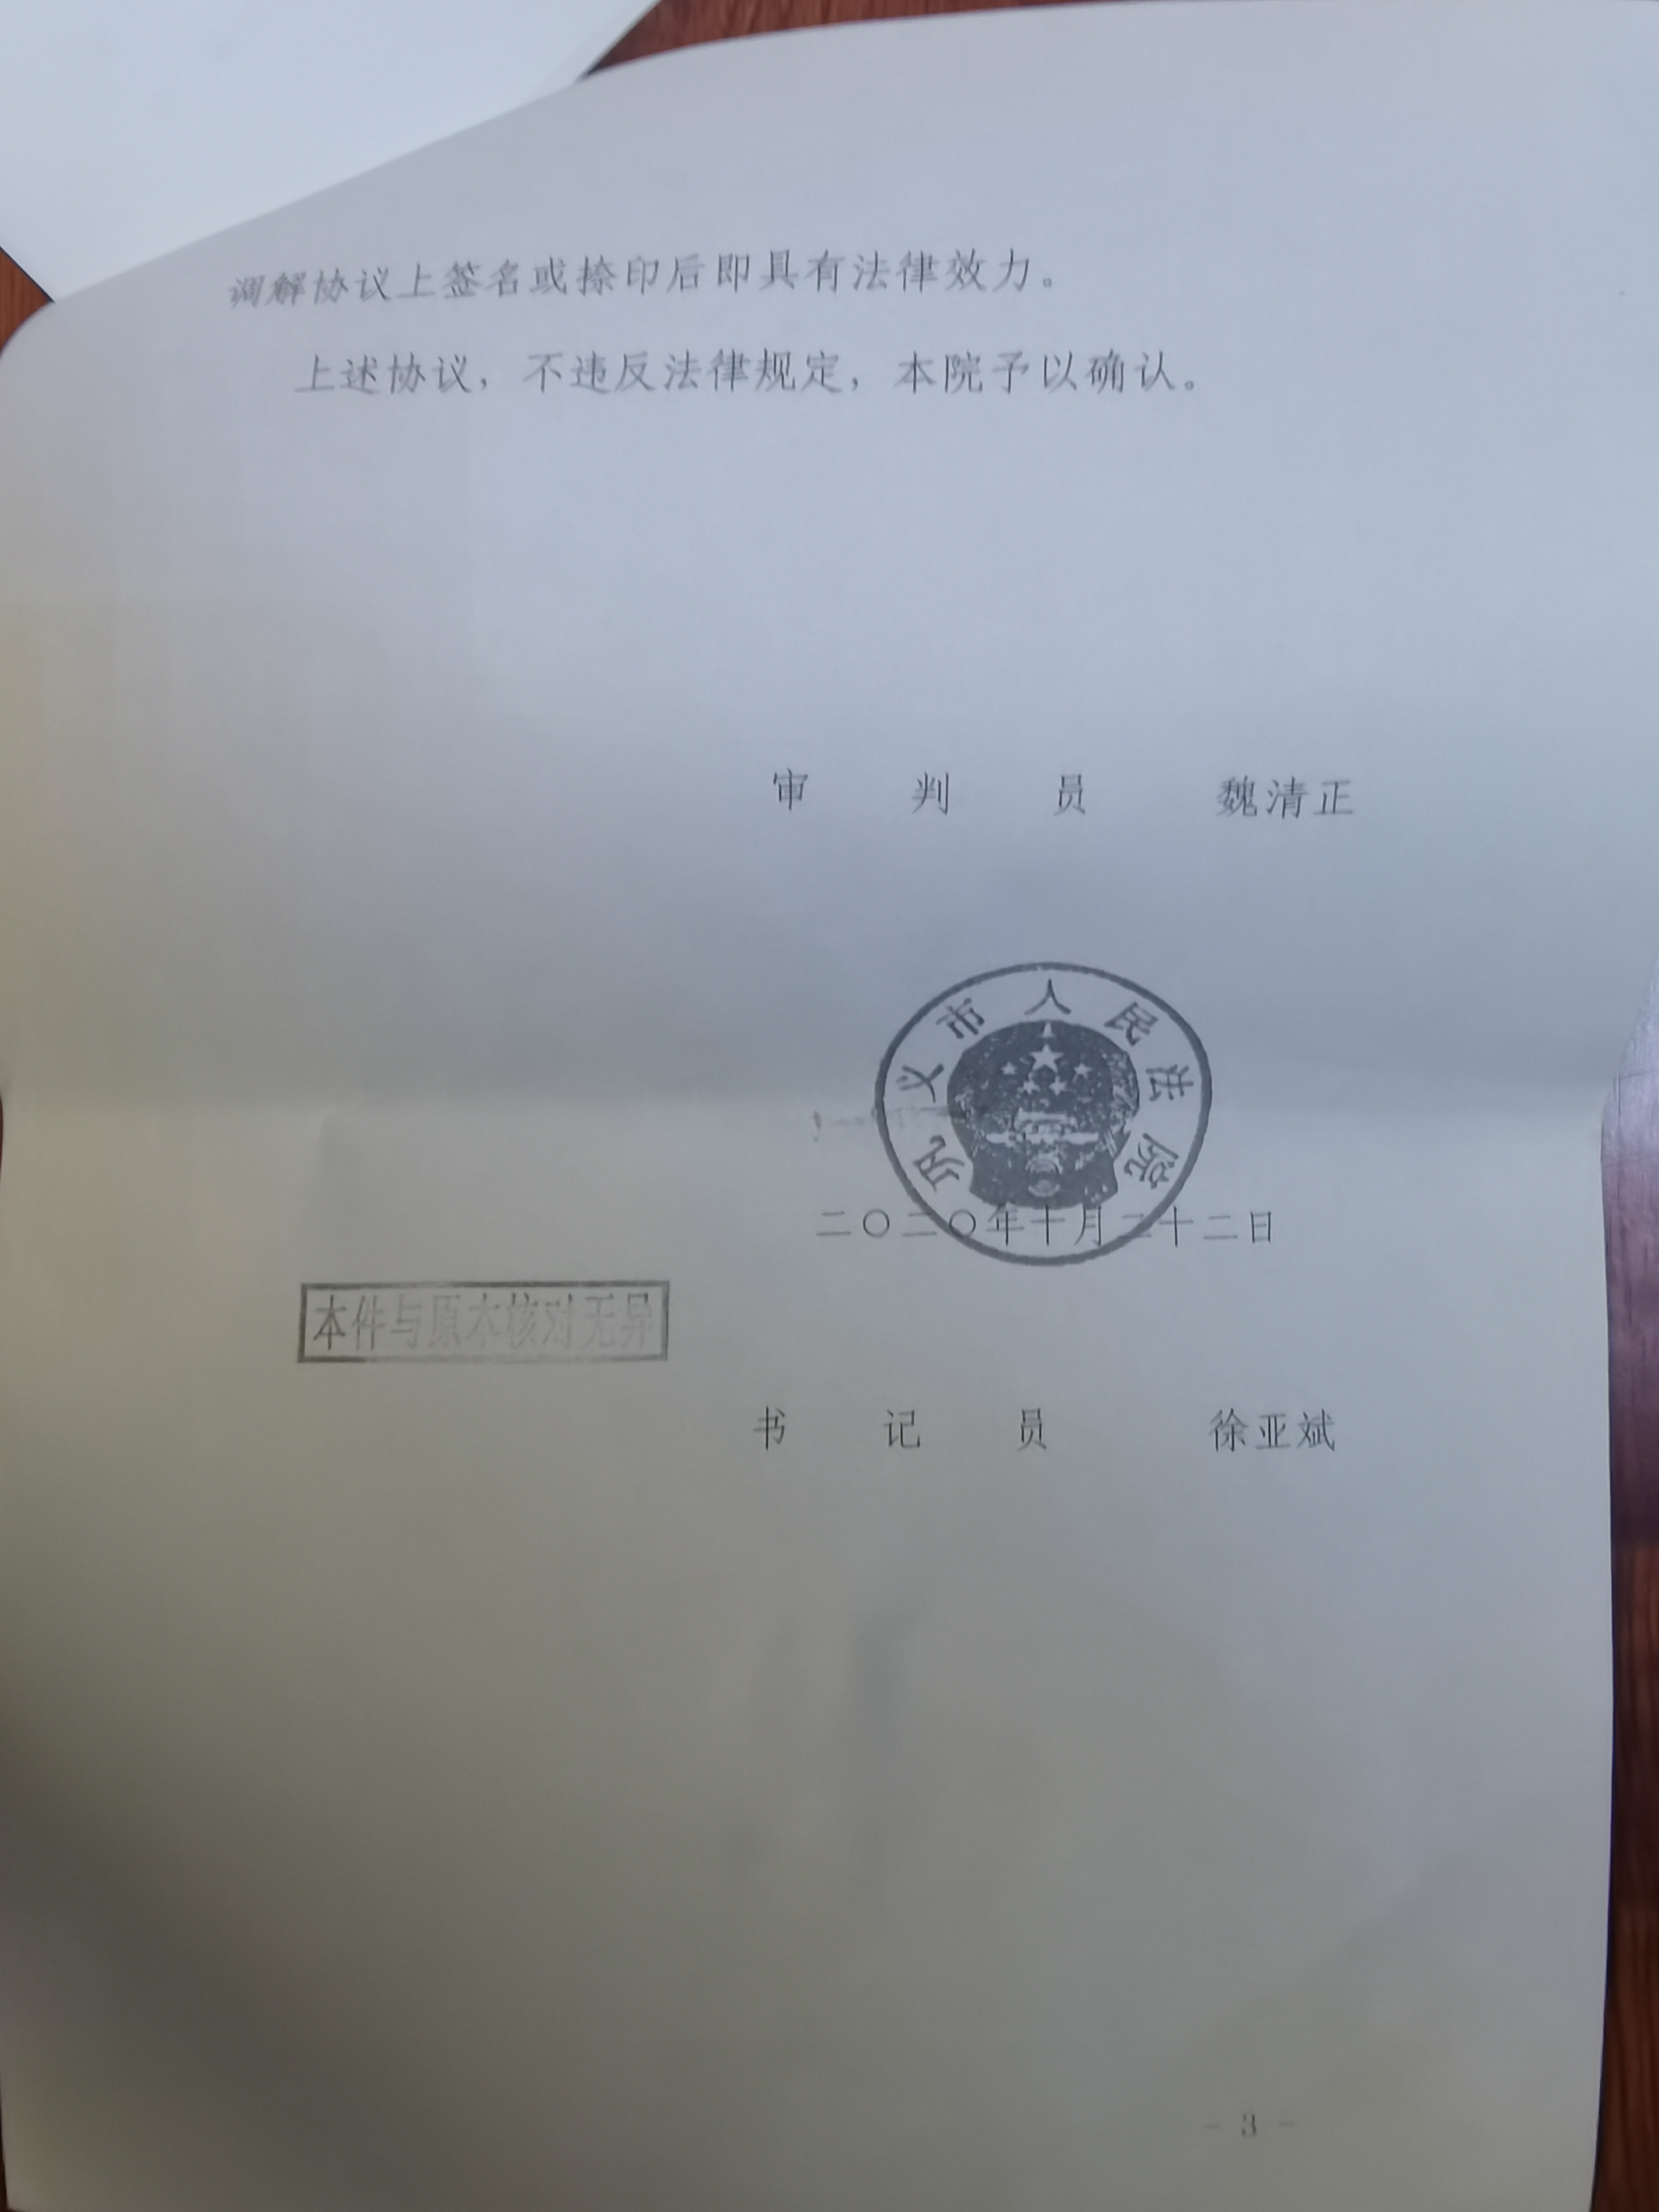 调解协议上签名或捺印后即具有法律效力。
上述协议，不违反法律规定，本院予以确认。
审 判 员 魏清正
巩义市人民法院
二〇二〇年十月二十二日
本件与原本核对无异
书 记 员 徐亚斌
- 3 -